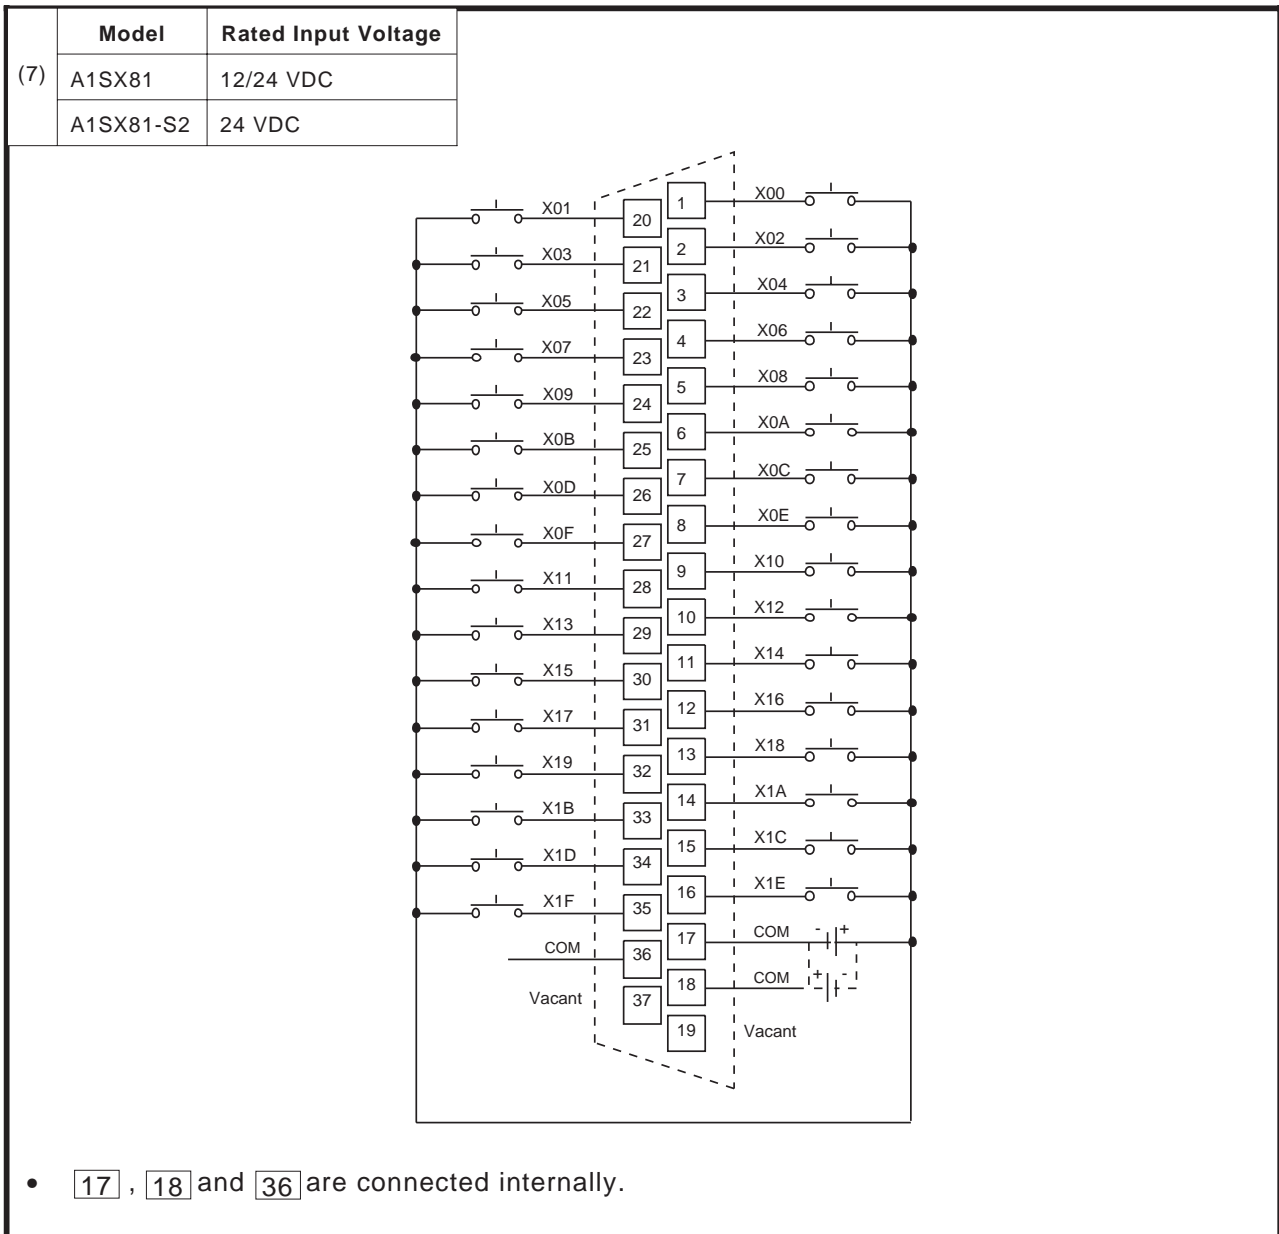 (7)
Model Rated Input Voltage
A1SX81 12/24 VDC
A1SX81-S2 24 VDC
1 X00
X01 20
2 X02
X03 21
3 X04
X05 22
4 X06
X07 23
5 X08
X09 24
6 X0A
X0B 25
7 X0C
X0D 26
8 X0E
X0F 27
9 X10
X11 28
10 X12
X13 29
11 X14
X15 30
12 X16
X17 31
13 X18
X19 32
14 X1A
X1B 33
15 X1C
X1D 34
16 X1E
X1F 35
17 COM - +
COM 36
18 COM + -
Vacant 37
19 Vacant
• 17 , 18 and 36 are connected internally.